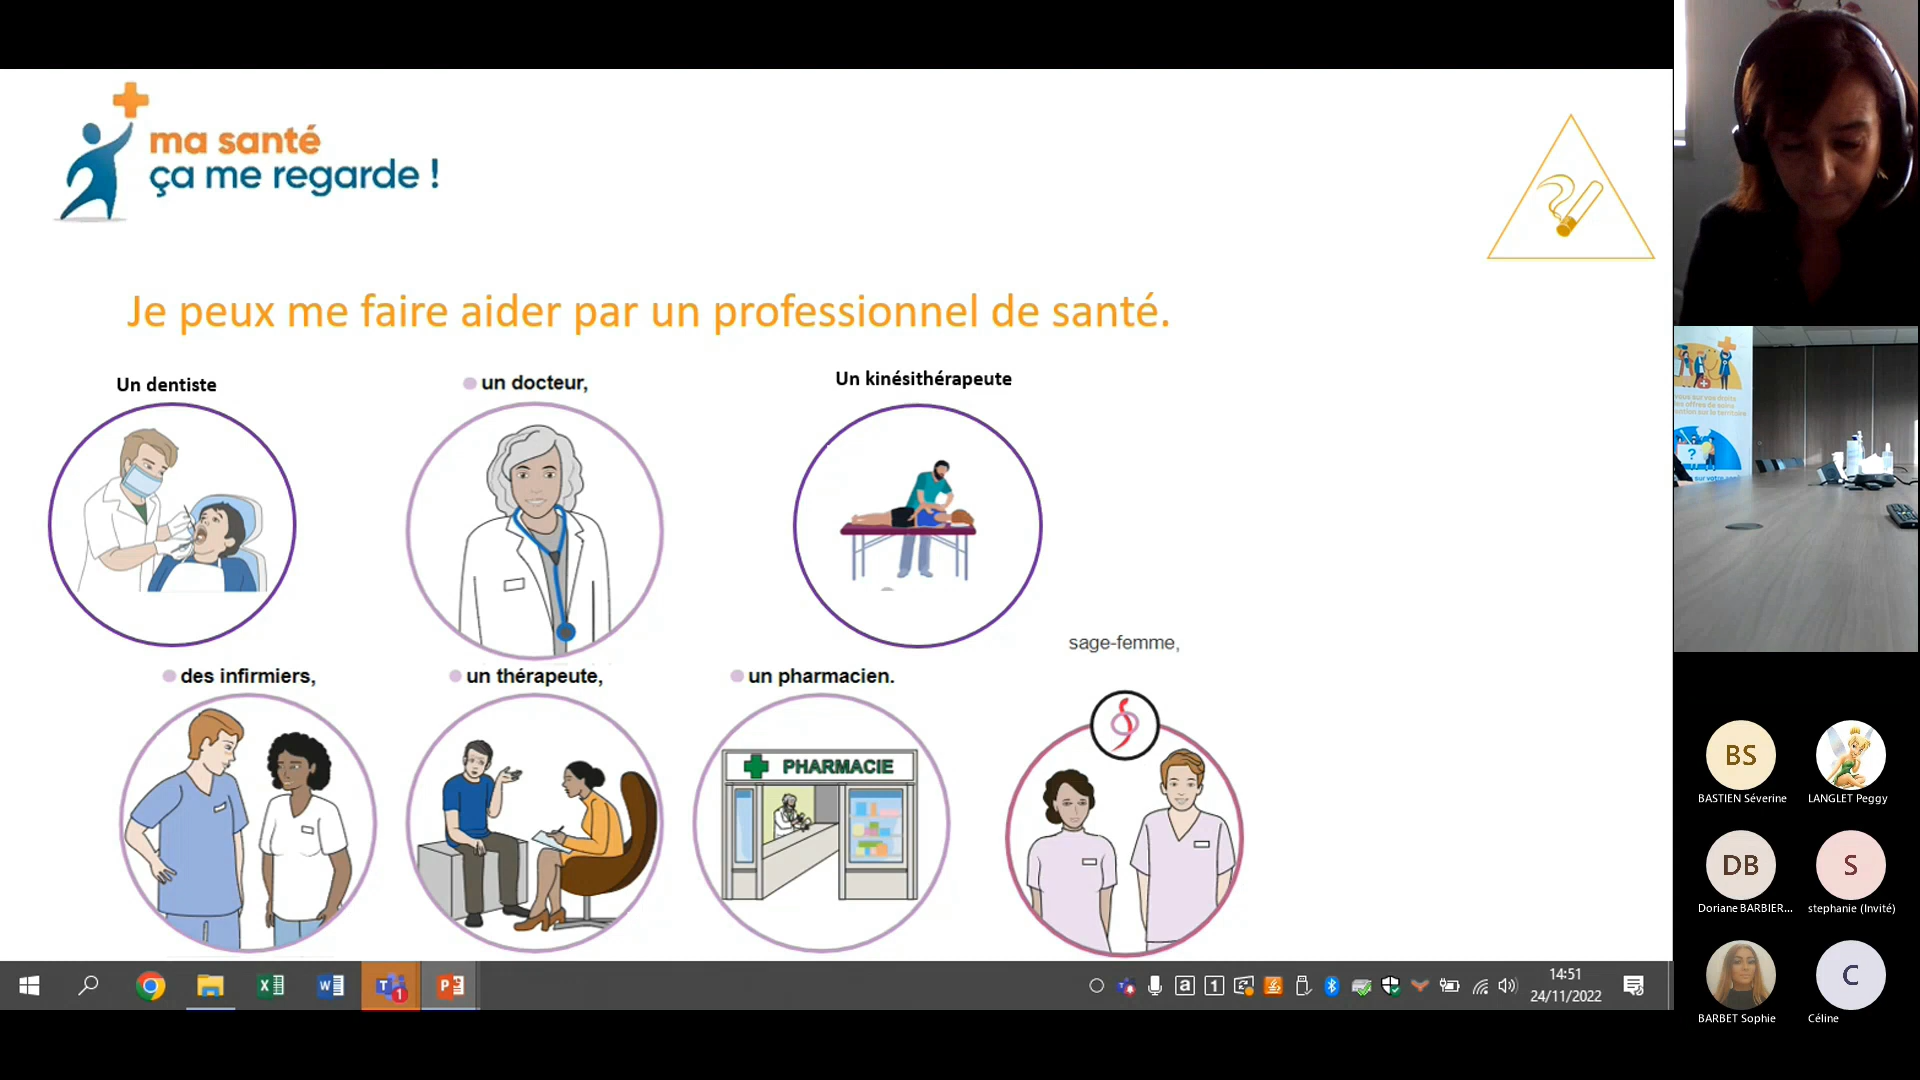 ma santé
ça me regarde !
Je peux me faire aider par un professionnel de santé.
Un dentiste
un docteur,
Un kinésithérapeute
sage-femme,
des infirmiers,
un thérapeute,
un pharmacien.
PHARMACIE
14:51
24/11/2022
BS
BASTIEN Séverine
LANGLET Peggy
DB
Doriane BARBIER...
S
stephanie (Invité)
BARBET Sophie
C
Céline